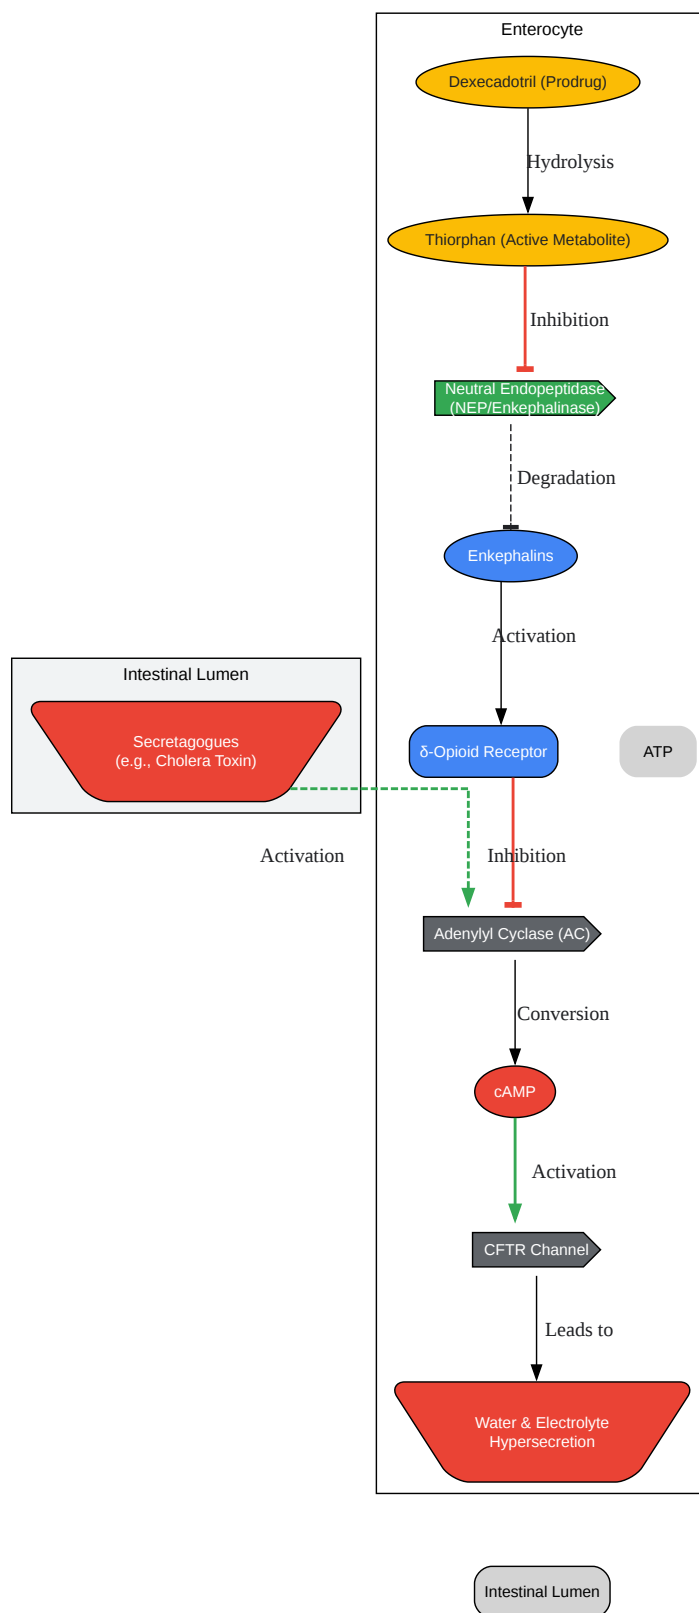 Enterocyte
Dexecadotril (Prodrug)
Hydrolysis
Thiorphan (Active Metabolite)
Inhibition
Neutral Endopeptidase
(NEP/Enkephalinase)
Degradation
Enkephalins
Activation
Intestinal Lumen
Secretagogues
(e.g., Cholera Toxin)
δ-Opioid Receptor
ATP
Activation
Inhibition
Adenylyl Cyclase (AC)
Conversion
cAMP
Activation
CFTR Channel
Leads to
Water & Electrolyte
Hypersecretion
Intestinal Lumen